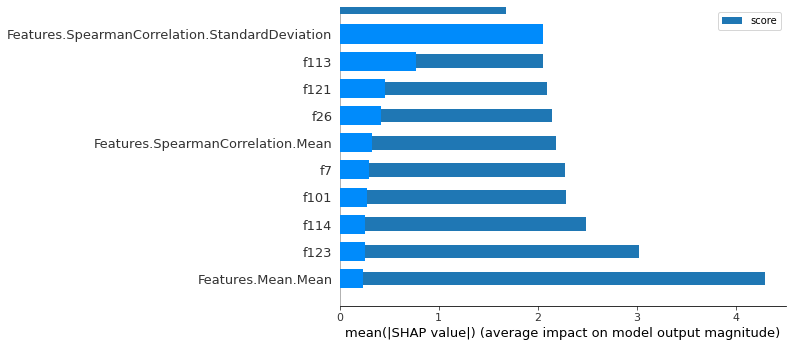 score
Features.SpearmanCorrelation.StandardDeviation
f113
f121
f26
Features.SpearmanCorrelation.Mean
f7
f101
f114
f123
Features.Mean.Mean
0 1 2 3 4
mean(|SHAP value|) (average impact on model output magnitude)